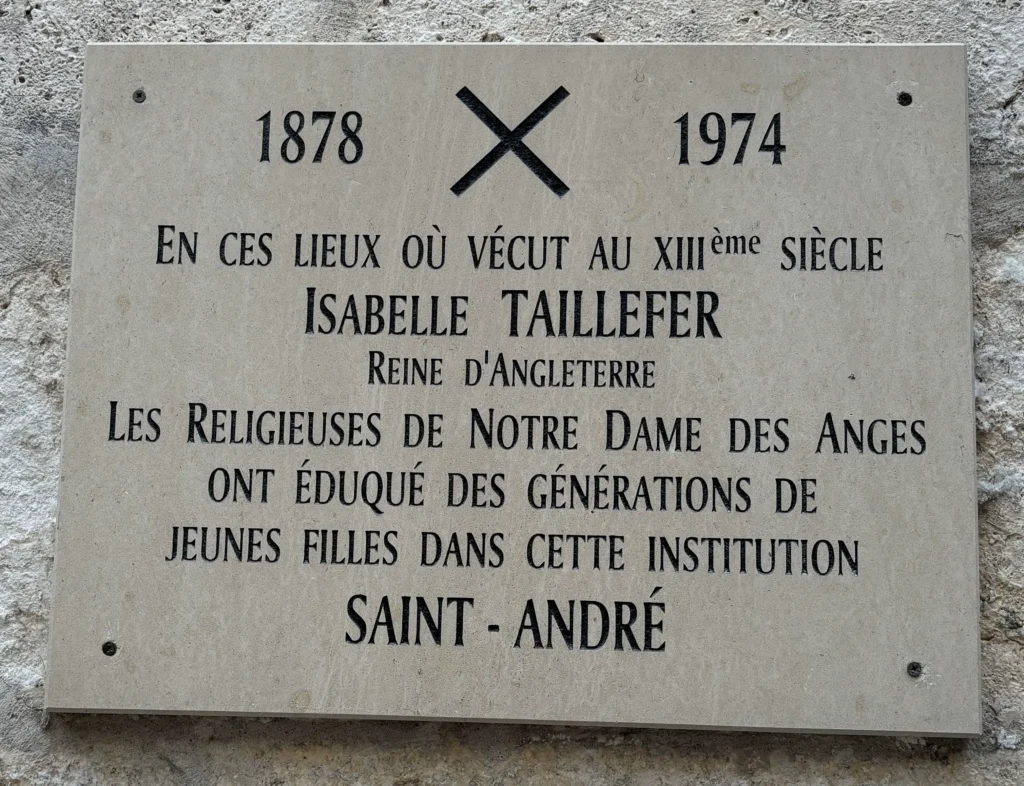 1878 1974
EN CES LIEUX OÙ VÉCUT AU XIIIème SIÈCLE
ISABELLE TAILLEFER
REINE D'ANGLETERRE
LES RELIGIEUSES DE NOTRE DAME DES ANGES
ONT ÉDUQUÉ DES GÉNÉRATIONS DE
JEUNES FILLES DANS CETTE INSTITUTION
SAINT-ANDRÉ